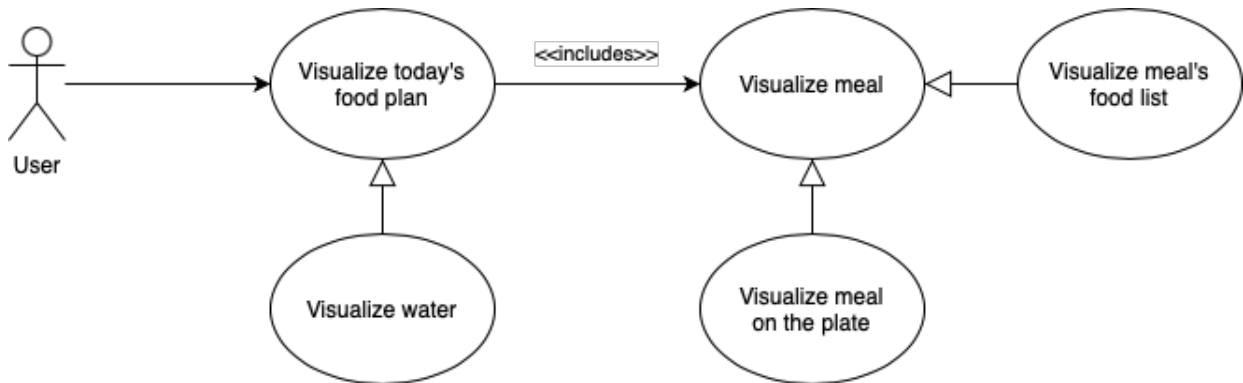 User
Visualize today's
food plan
<<includes>>
Visualize meal
Visualize meal's
food list
Visualize water
Visualize meal
on the plate